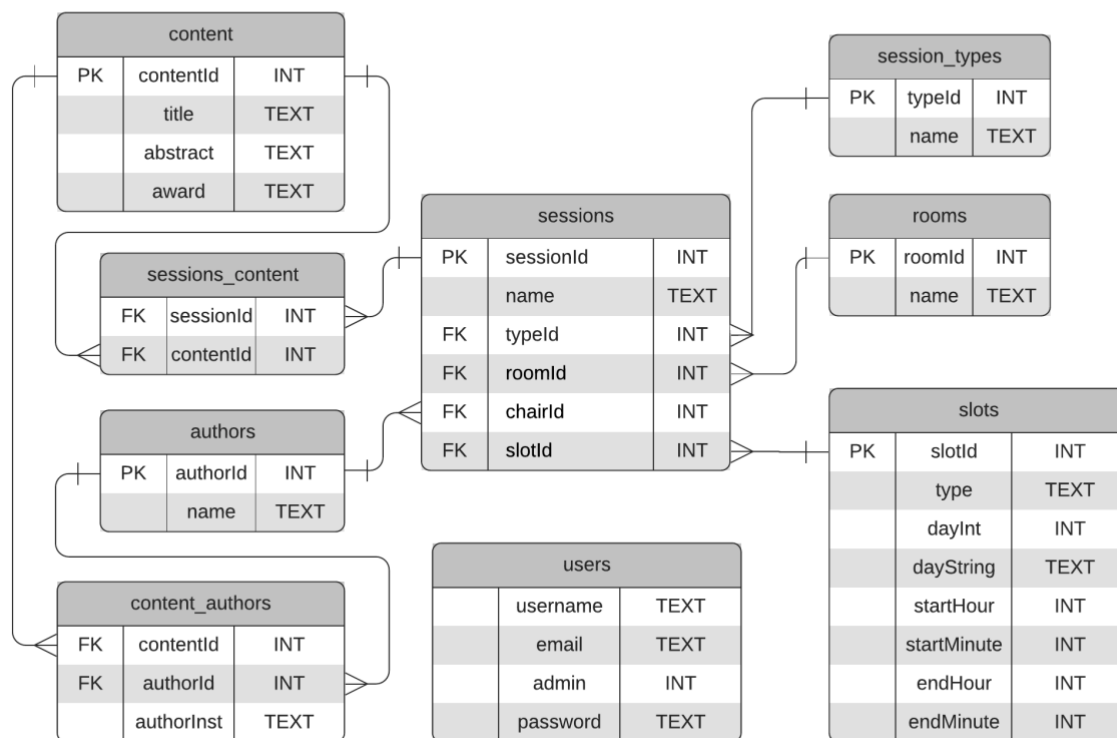 content
PK contentId INT
title TEXT
abstract TEXT
award TEXT
sessions_content
FK sessionId INT
FK contentId INT
authors
PK authorId INT
name TEXT
content_authors
FK contentId INT
FK authorId INT
authorInst TEXT
sessions
PK sessionId INT
name TEXT
FK typeId INT
FK roomId INT
FK chairId INT
FK slotId INT
users
username TEXT
email TEXT
admin INT
password TEXT
session_types
PK typeId INT
name TEXT
rooms
PK roomId INT
name TEXT
slots
PK slotId INT
type TEXT
dayInt INT
dayString TEXT
startHour INT
startMinute INT
endHour INT
endMinute INT